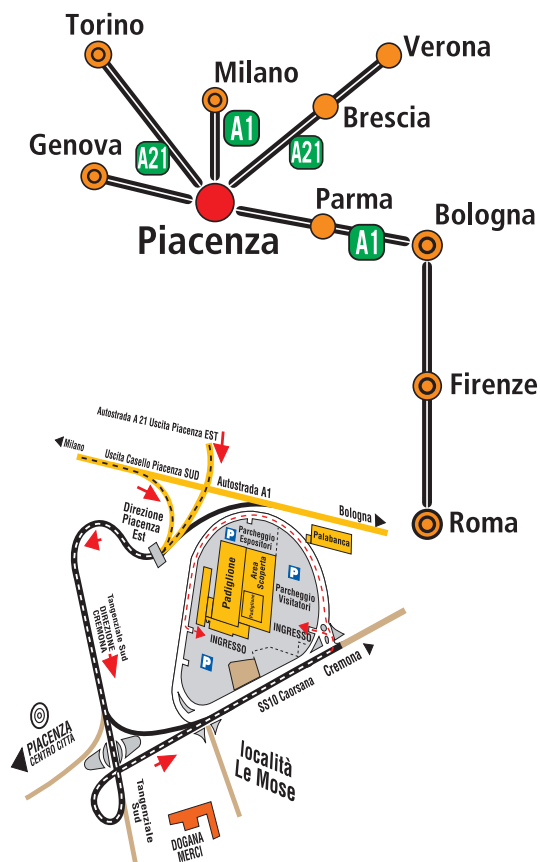 Torino
Verona
Milano
Brescia
A1
A21
A21
Genova
Parma
Bologna
Piacenza
A1
Firenze
Roma
Autostrada A 21 Uscita Piacenza EST
Milano
Uscita Casello Piacenza SUD
Autostrada A1
Bologna
Direzione
Piacenza
Est
Palabanca
P
Parcheggio
Espositori
Padiglione
Area
Scoperta
Padiglione
P
Parcheggio
Visitatori
INGRESSO
INGRESSO
P
Tangenziale Sud
DIREZIONE
CREMONA
SS10 Caorsana
Cremona
PIACENZA
CENTRO CITTÀ
località
Le Mose
Tangenziale
Sud
DOGANA
MERCI